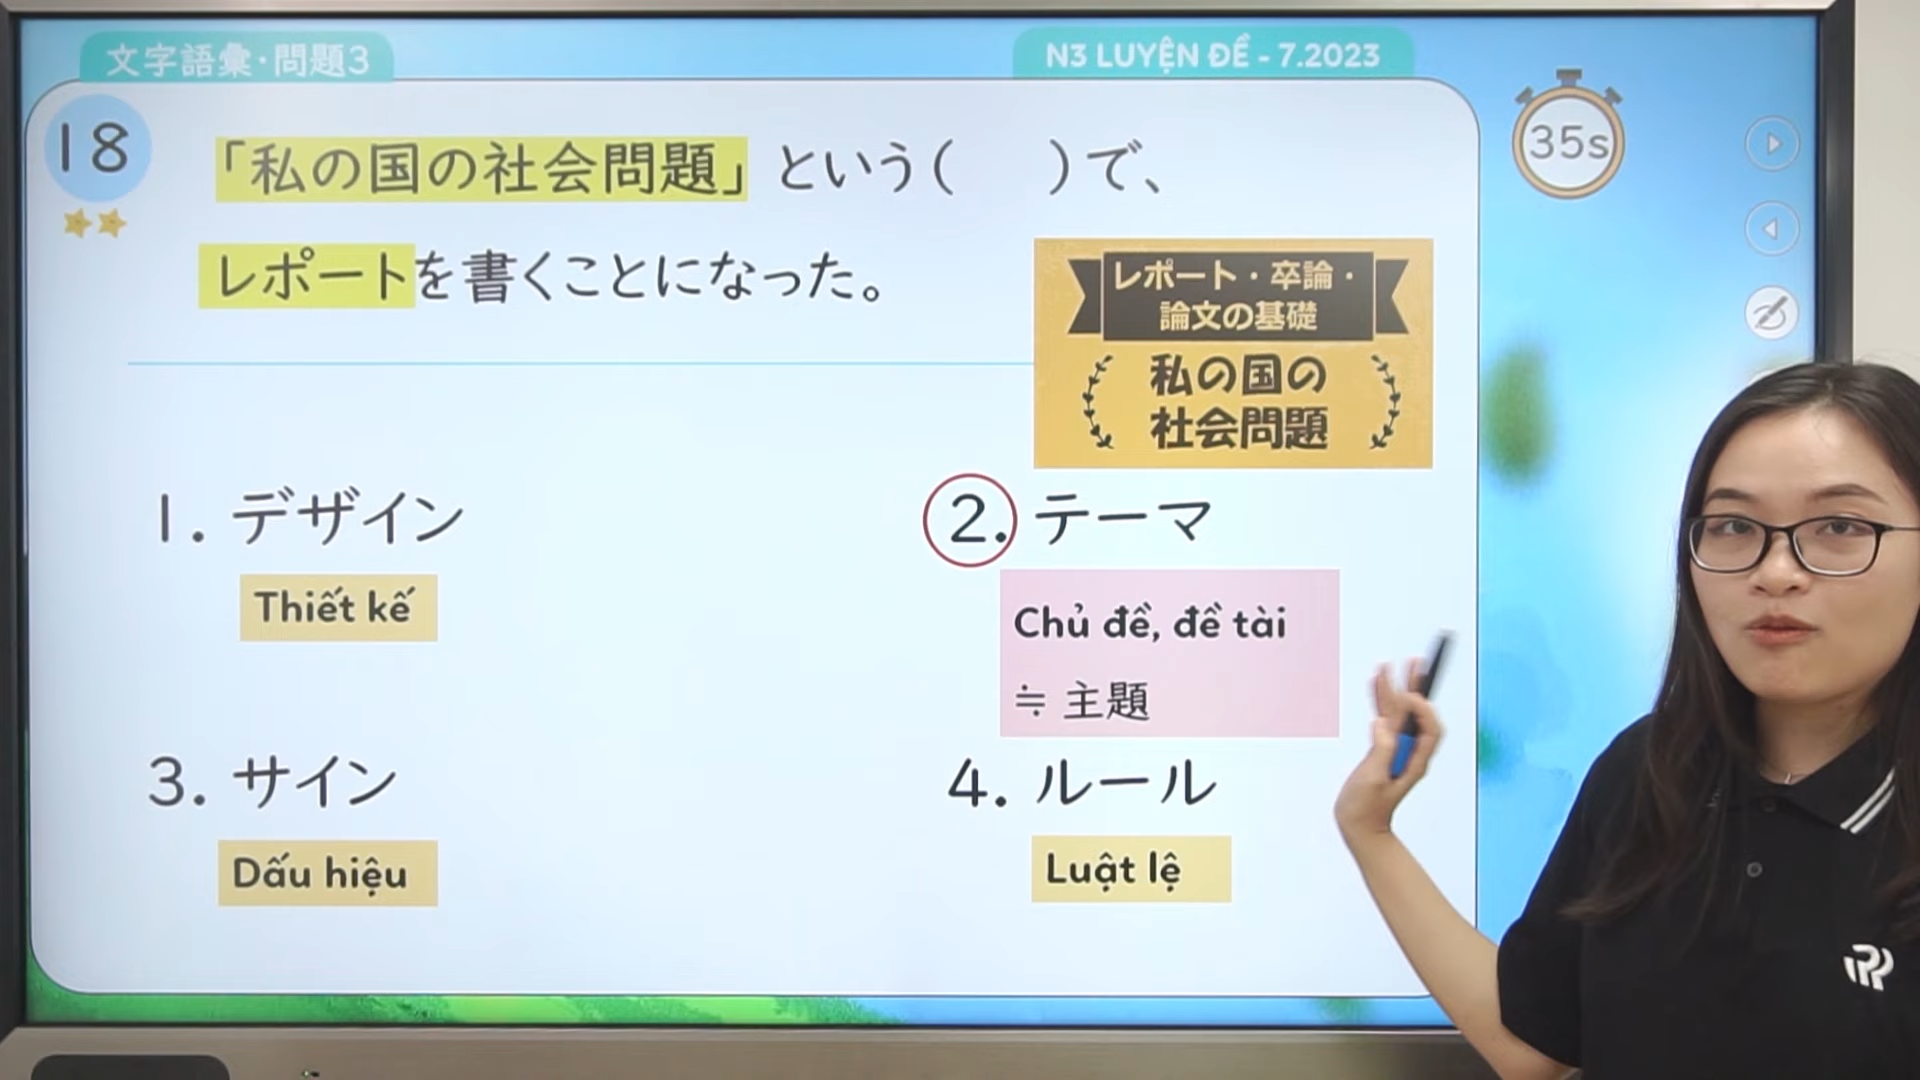 文字語彙・問題3
N3 LUYỆN ĐỀ - 7.2023
18
35s
「私の国の社会問題」という(　　)で、
レポートを書くことになった。
レポート・卒論・
論文の基礎
私の国の
社会問題
1. デザイン
Thiết kế
2. テーマ
Chủ đề, đề tài
≒ 主題
3. サイン
Dấu hiệu
4. ルール
Luật lệ